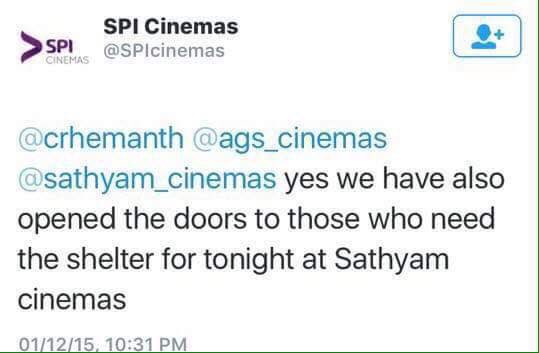 SPI Cinemas
@SPIcinemas
SPI
CINEMAS
@crhemanth @ags_cinemas
@sathyam_cinemas yes we have also
opened the doors to those who need
the shelter for tonight at Sathyam
cinemas
01/12/15, 10:31 PM